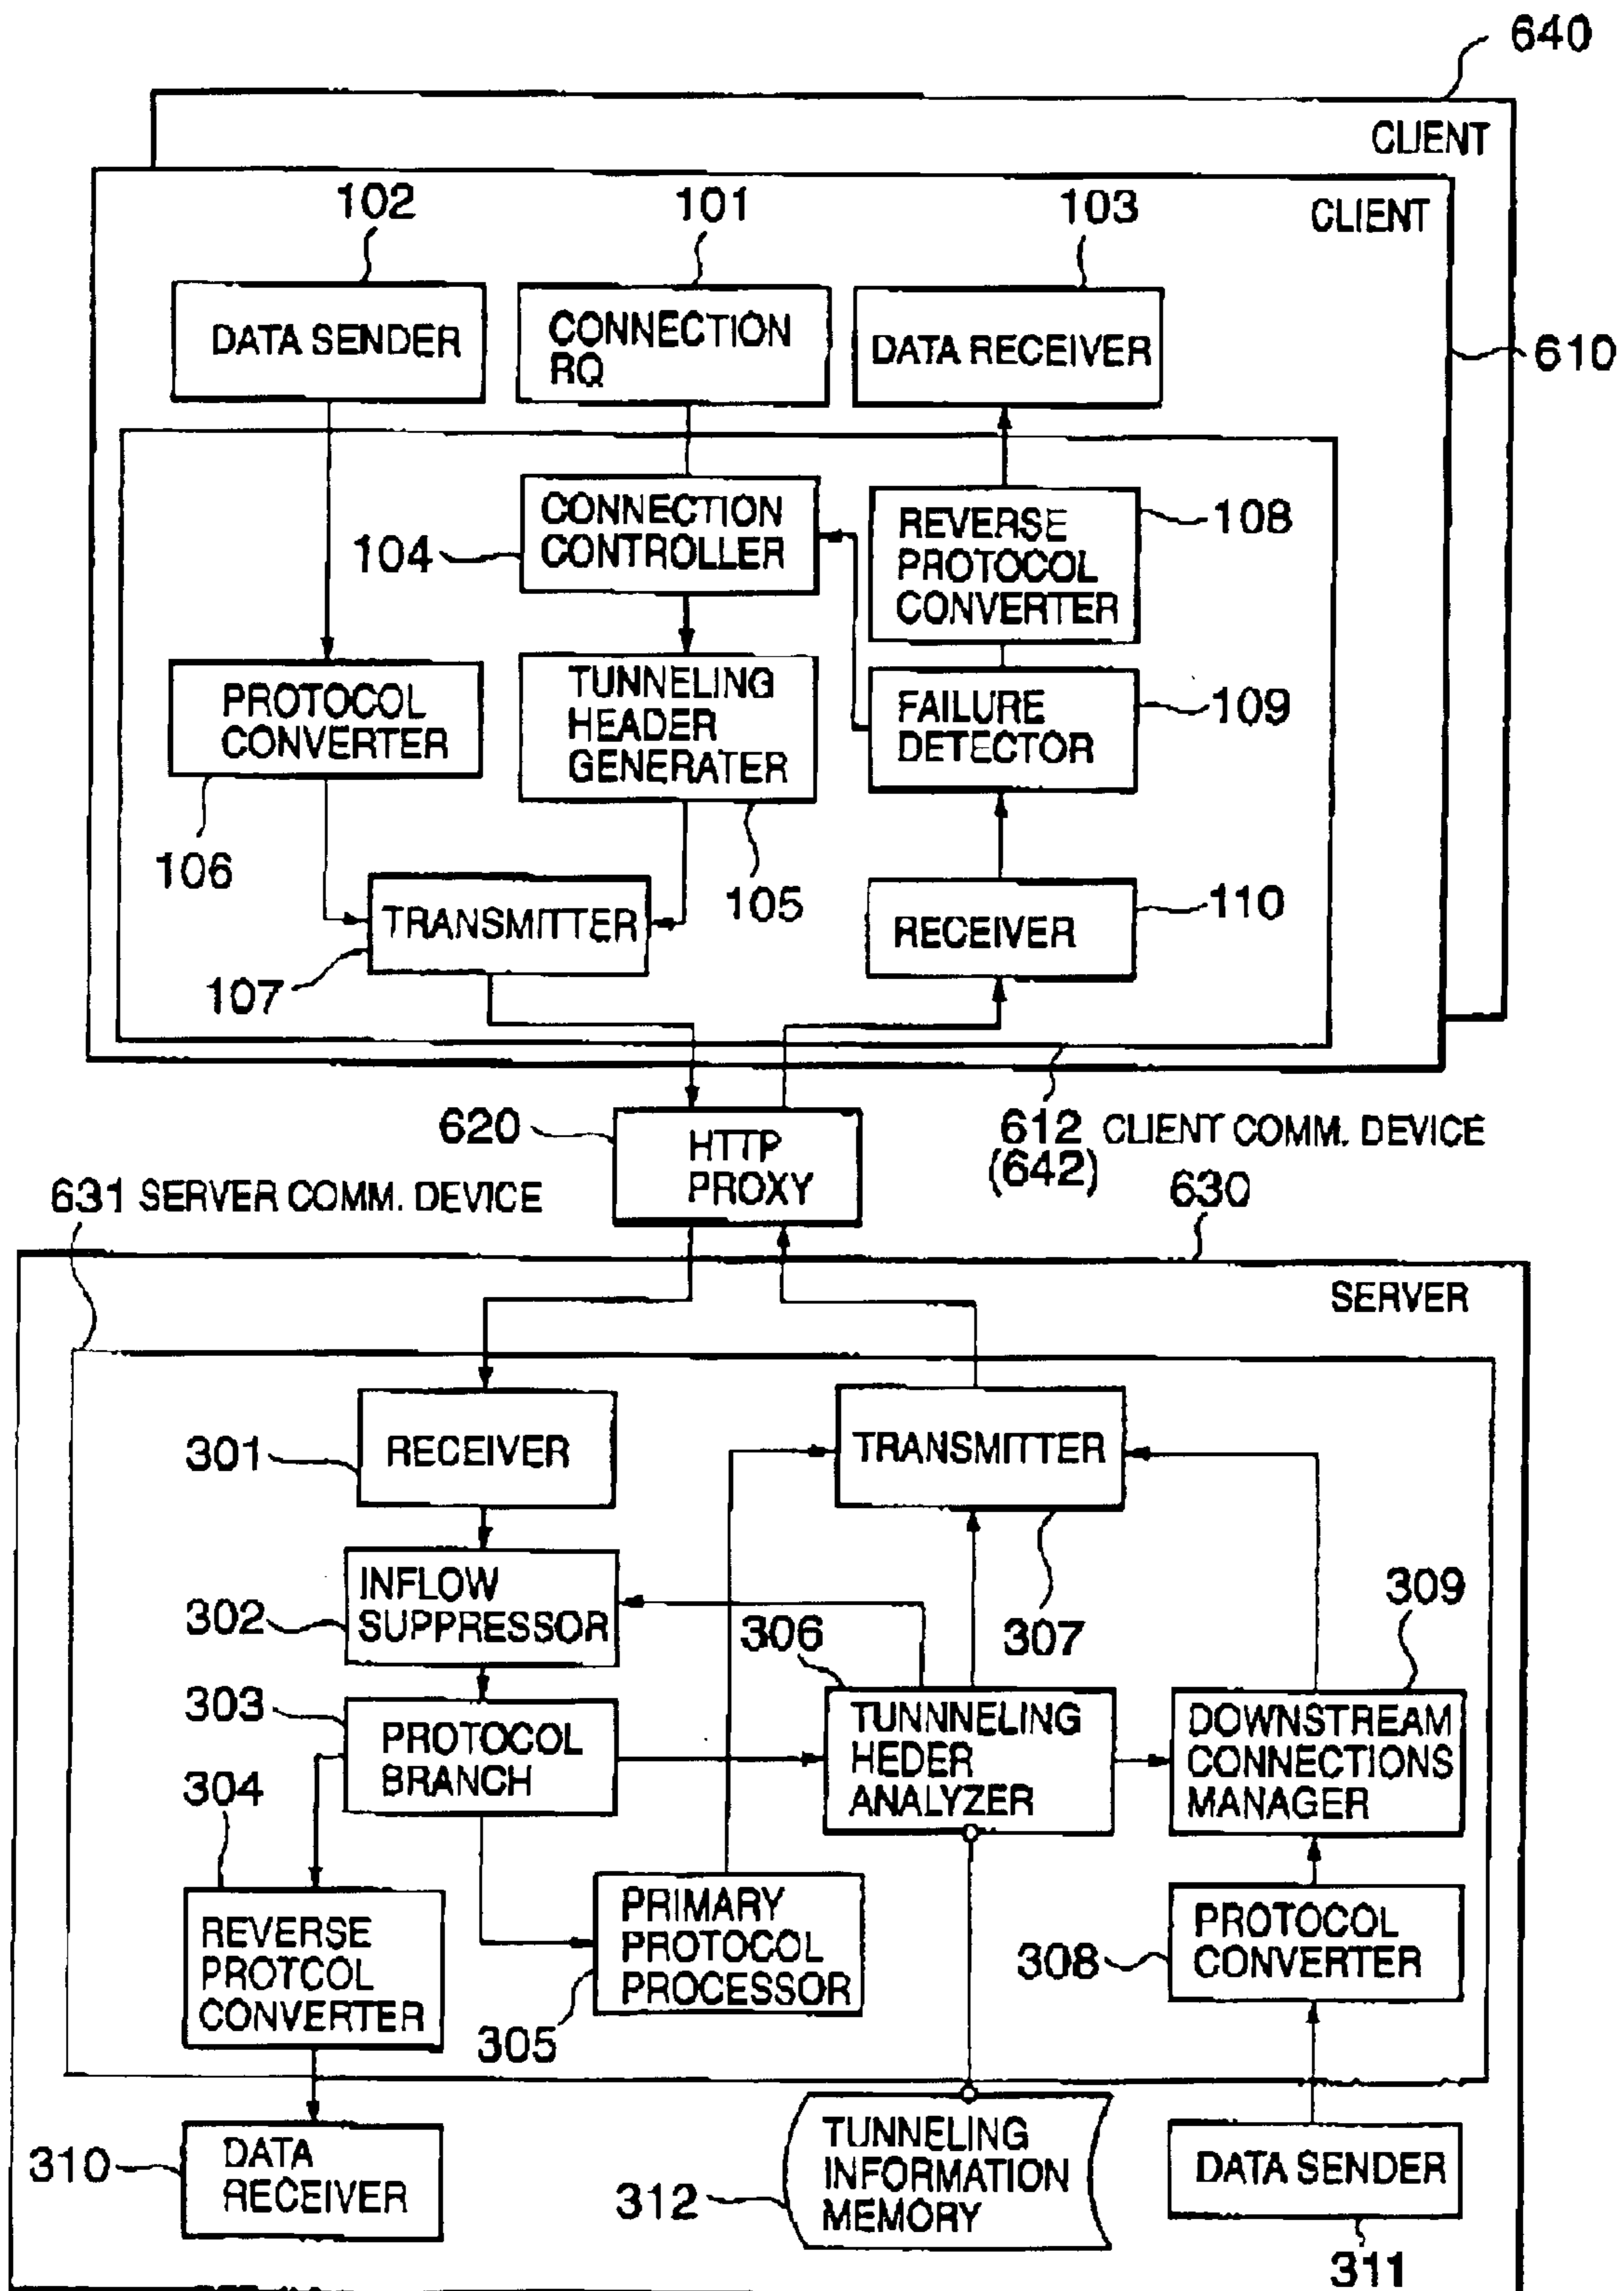 640
CLIENT
CLIENT
102
101
103
610
DATA SENDER
CONNECTION
RQ
DATA RECEIVER
CONNECTION
CONTROLLER
104
REVERSE
PROTOCOL
CONVERTER
108
PROTOCOL
CONVERTER
TUNNELING
HEADER
GENERATER
FAILURE
DETECTOR
109
106
105
TRANSMITTER
107
RECEIVER
110
620
HTTP
PROXY
612 CLIENT COMM. DEVICE
(642)
631 SERVER COMM. DEVICE
630
SERVER
301
RECEIVER
TRANSMITTER
INFLOW
SUPPRESSOR
302
306
307
309
303
PROTOCOL
BRANCH
TUNNNELING
HEDER
ANALYZER
DOWNSTREAM
CONNECTIONS
MANAGER
304
REVERSE
PROTCOL
CONVERTER
PRIMARY
PROTOCOL
PROCESSOR
305
PROTOCOL
CONVERTER
308
310
DATA
RECEIVER
312
TUNNELING
INFORMATION
MEMORY
DATA SENDER
311